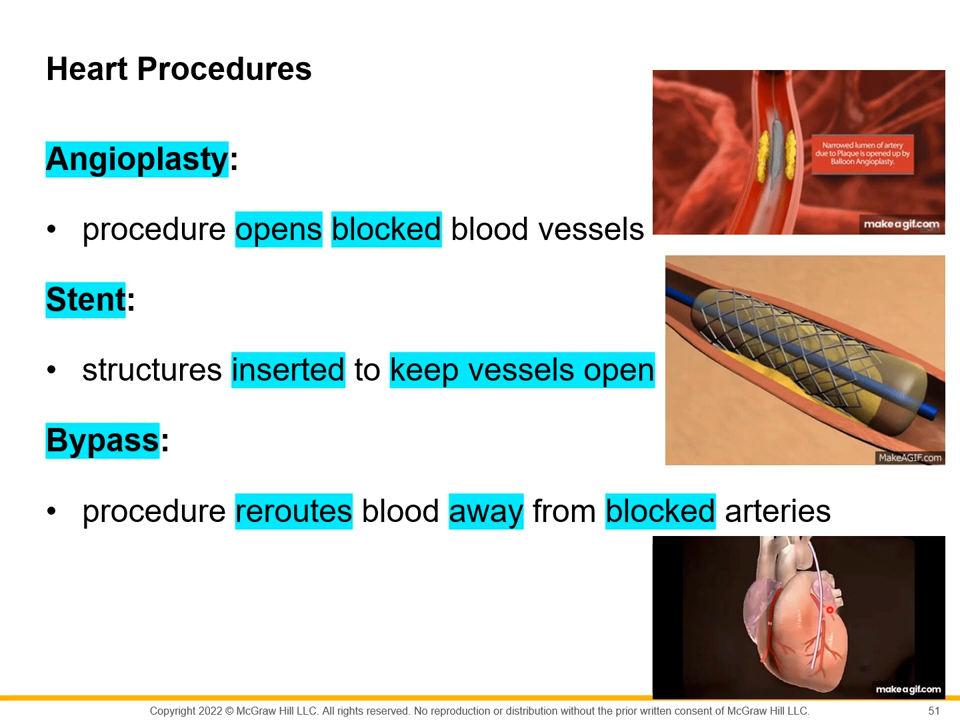 Heart Procedures
Angioplasty:
• procedure opens blocked blood vessels
Stent:
• structures inserted to keep vessels open
Bypass:
• procedure reroutes blood away from blocked arteries
Narrowed lumen of artery
due to Plaque is opened up by
Balloon Angioplasty.
makeagif.com
MakeAGIF.com
makeagif.com
Copyright 2022 © McGraw Hill LLC. All rights reserved. No reproduction or distribution without the prior written consent of McGraw Hill LLC.
51